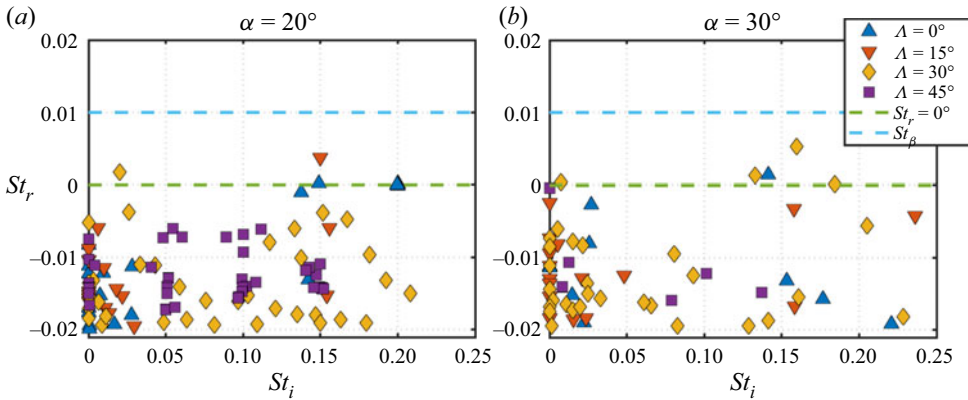 (a) α = 20° (b) α = 30°
0.02 0.02
0.01 0.01
St_r 0 0
−0.01 −0.01
−0.02 −0.02
0 0.05 0.10 0.15 0.20 0.25 0 0.05 0.10 0.15 0.20 0.25
St_i St_i
Λ = 0°
Λ = 15°
Λ = 30°
Λ = 45°
St_r = 0°
St_β